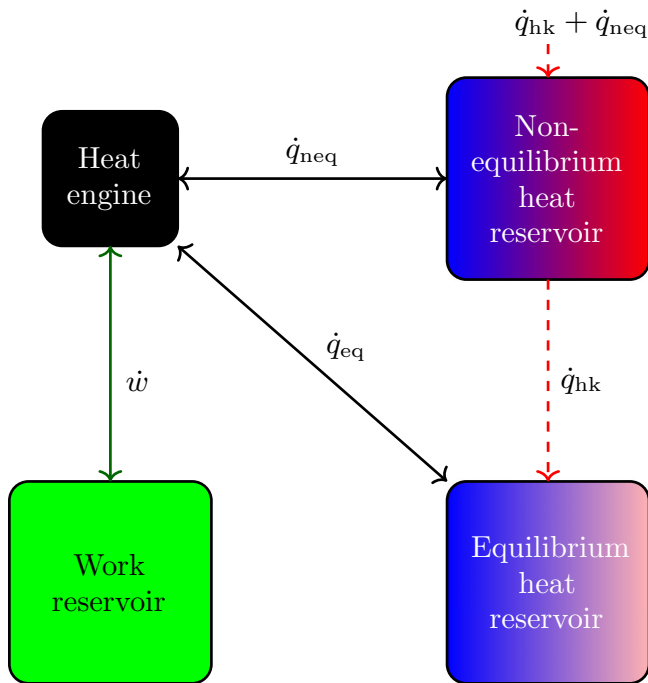 q̇hk + q̇neq
Heat
engine
q̇neq
Non-
equilibrium
heat
reservoir
q̇eq
ẇ
q̇hk
Work
reservoir
Equilibrium
heat
reservoir